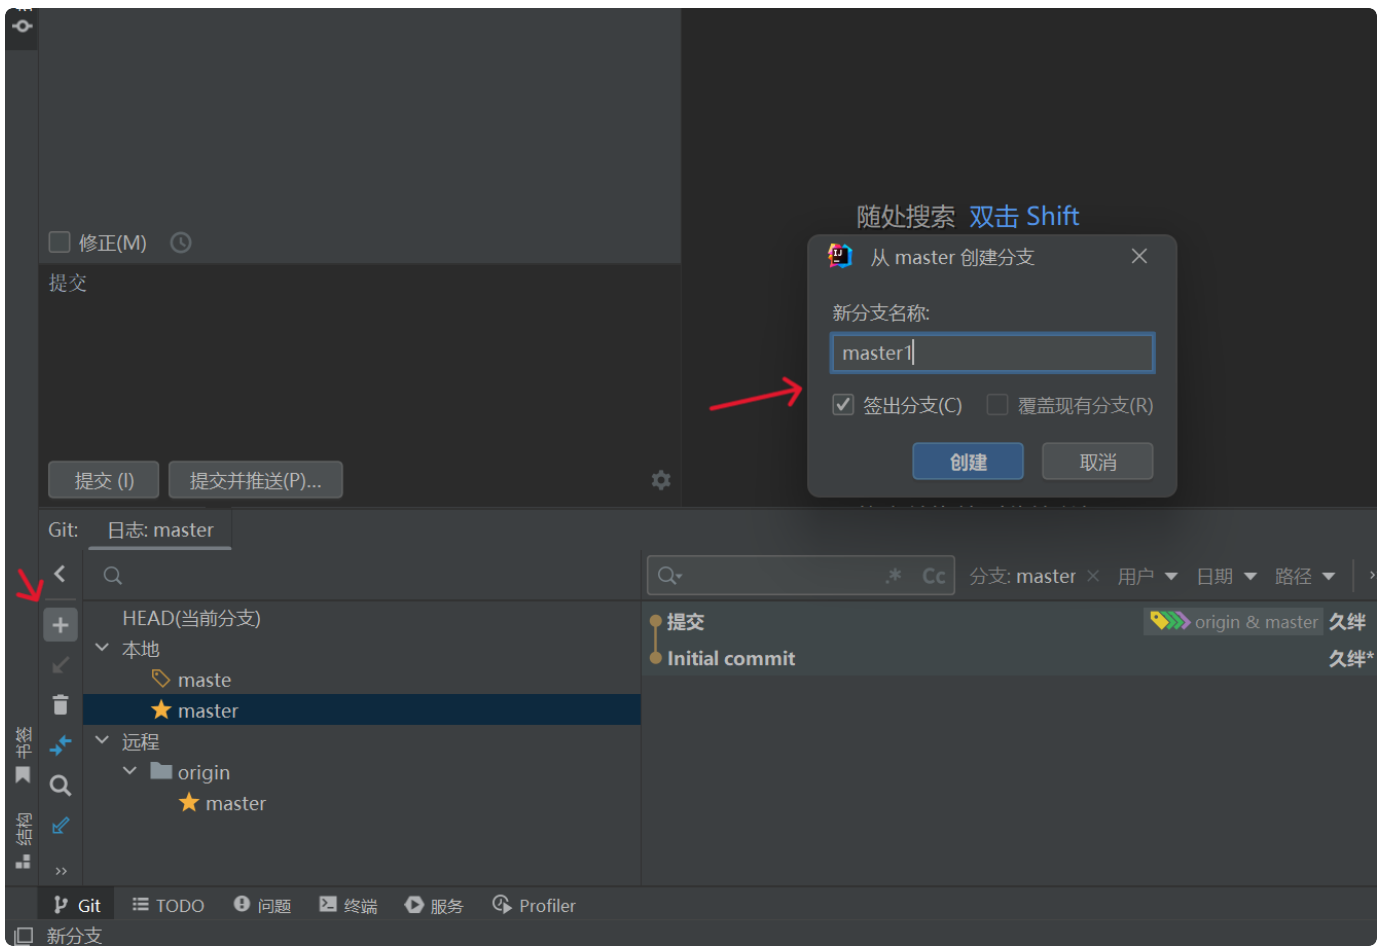 修正(M)
提交
提交 (I)
提交并推送(P)...
随处搜索 双击 Shift
从 master 创建分支
新分支名称:
master1
签出分支(C)
覆盖现有分支(R)
创建
取消
Git:
日志: master
.*
Cc
分支: master
用户
日期
路径
HEAD(当前分支)
本地
maste
master
远程
origin
master
提交
origin & master
久绊
Initial commit
久绊*
书签
结构
Git
TODO
问题
终端
服务
Profiler
新分支